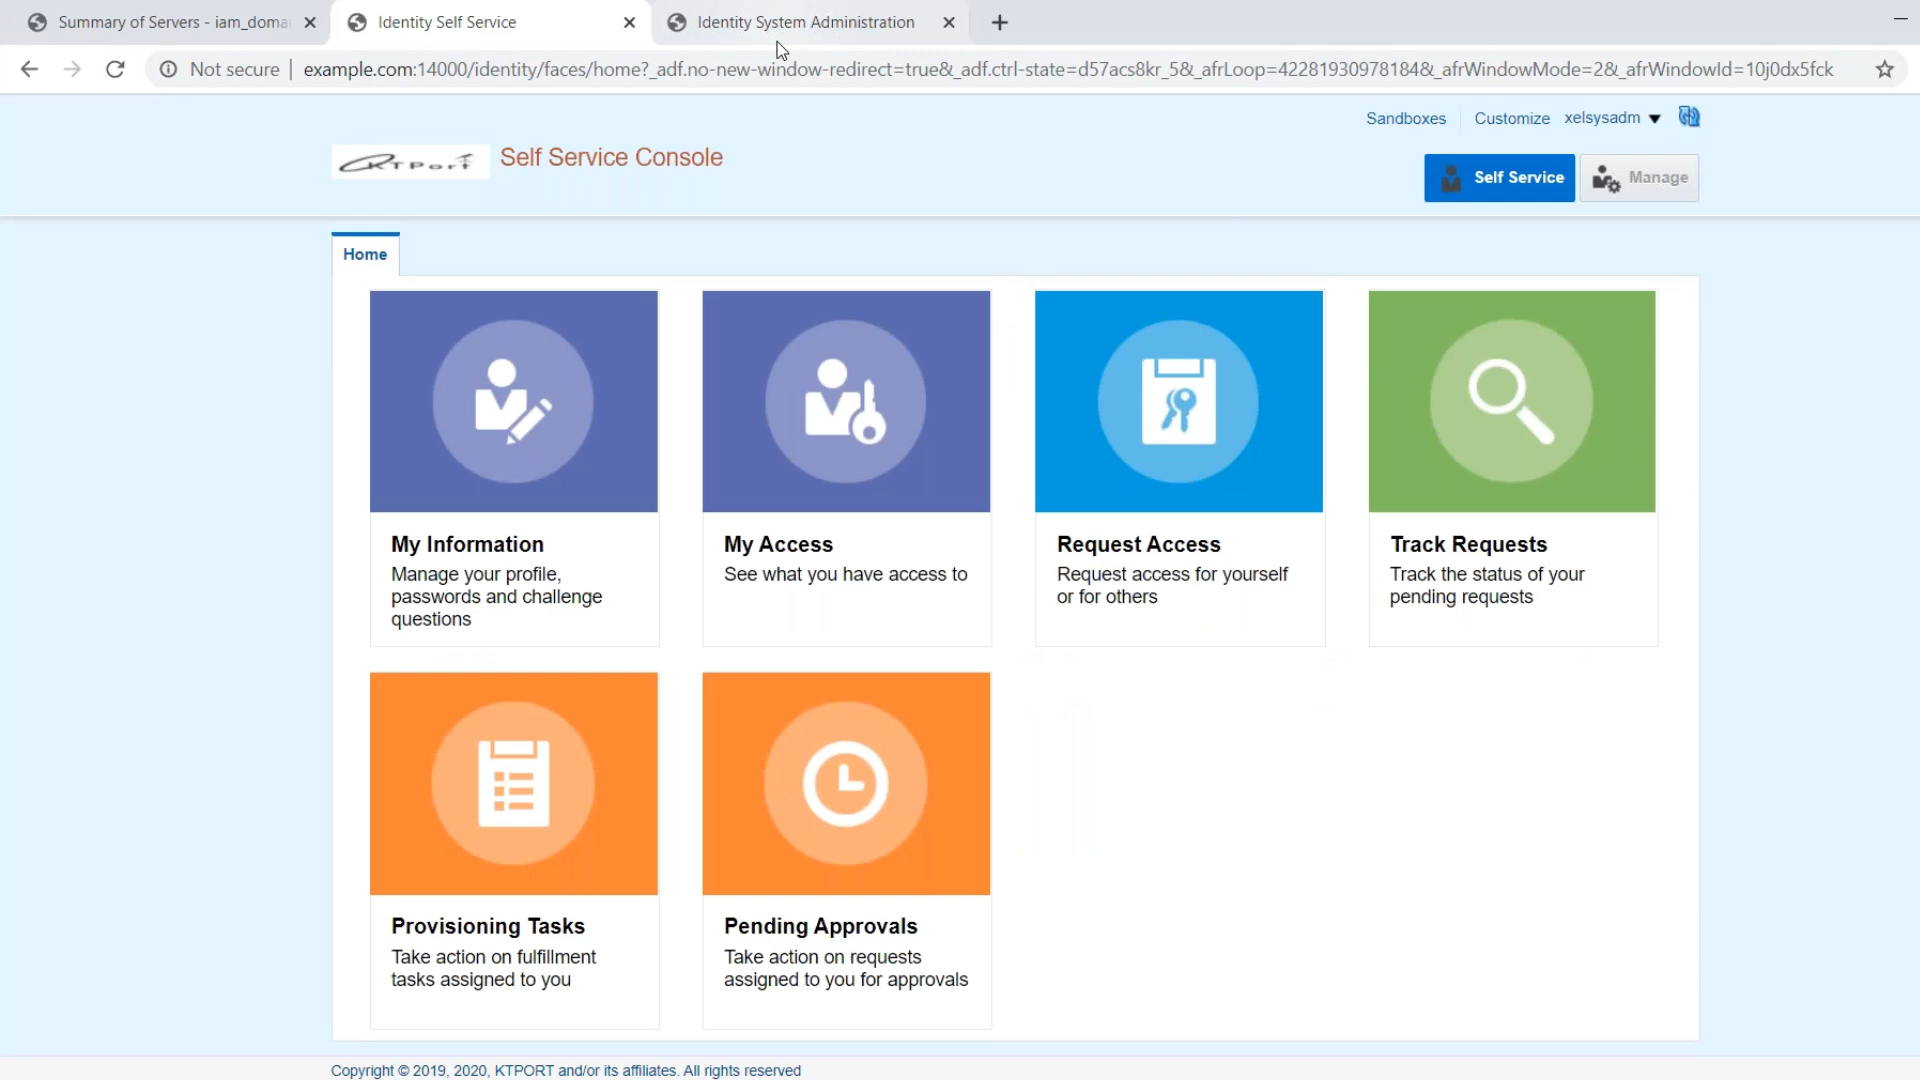 Summary of Servers - iam_doma
Identity Self Service
Identity System Administration
Not secure
example.com:14000/identity/faces/home?_adf.no-new-window-redirect=true&_adf.ctrl-state=d57acs8kr_5&_afrLoop=42281930978184&_afrWindowMode=2&_afrWindowId=10j0dx5fck
Sandboxes
Customize
xelsysadm
KTPort
Self Service Console
Self Service
Manage
Home
My Information
Manage your profile,
passwords and challenge
questions
My Access
See what you have access to
Request Access
Request access for yourself
or for others
Track Requests
Track the status of your
pending requests
Provisioning Tasks
Take action on fulfillment
tasks assigned to you
Pending Approvals
Take action on requests
assigned to you for approvals
Copyright © 2019, 2020, KTPORT and/or its affiliates. All rights reserved